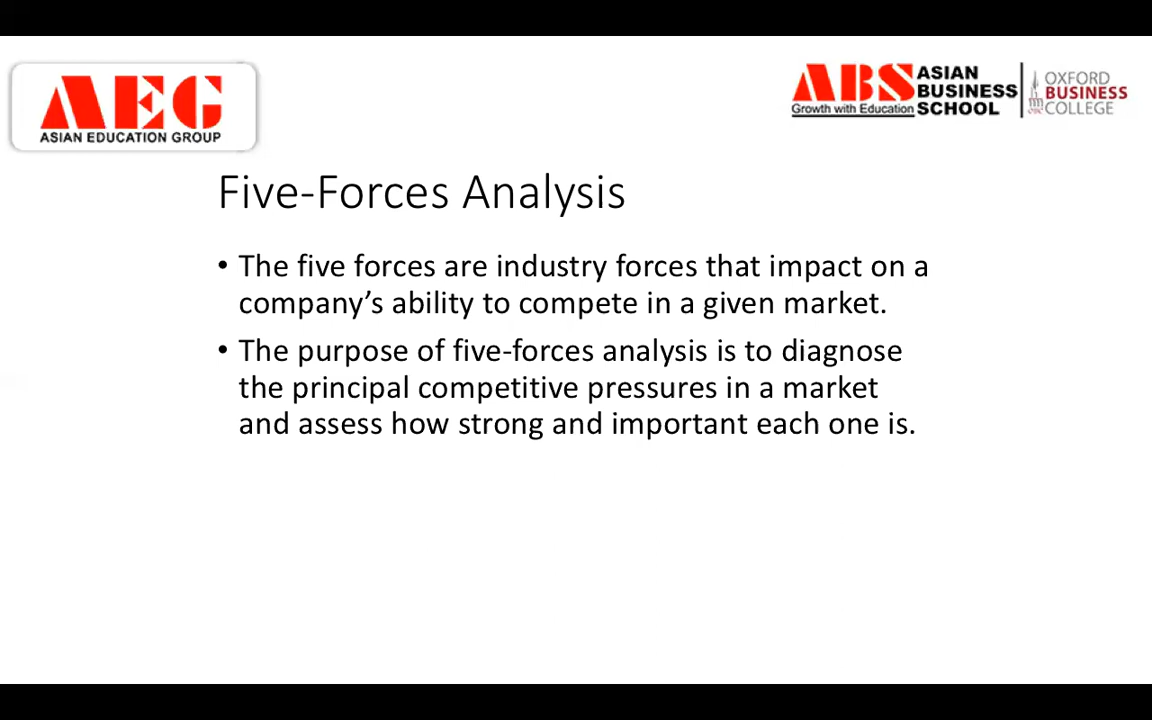 AEG
ASIAN EDUCATION GROUP
ABS ASIAN BUSINESS SCHOOL
Growth with Education
OXFORD
BUSINESS
COLLEGE
Five-Forces Analysis
• The five forces are industry forces that impact on a
company’s ability to compete in a given market.
• The purpose of five-forces analysis is to diagnose
the principal competitive pressures in a market
and assess how strong and important each one is.